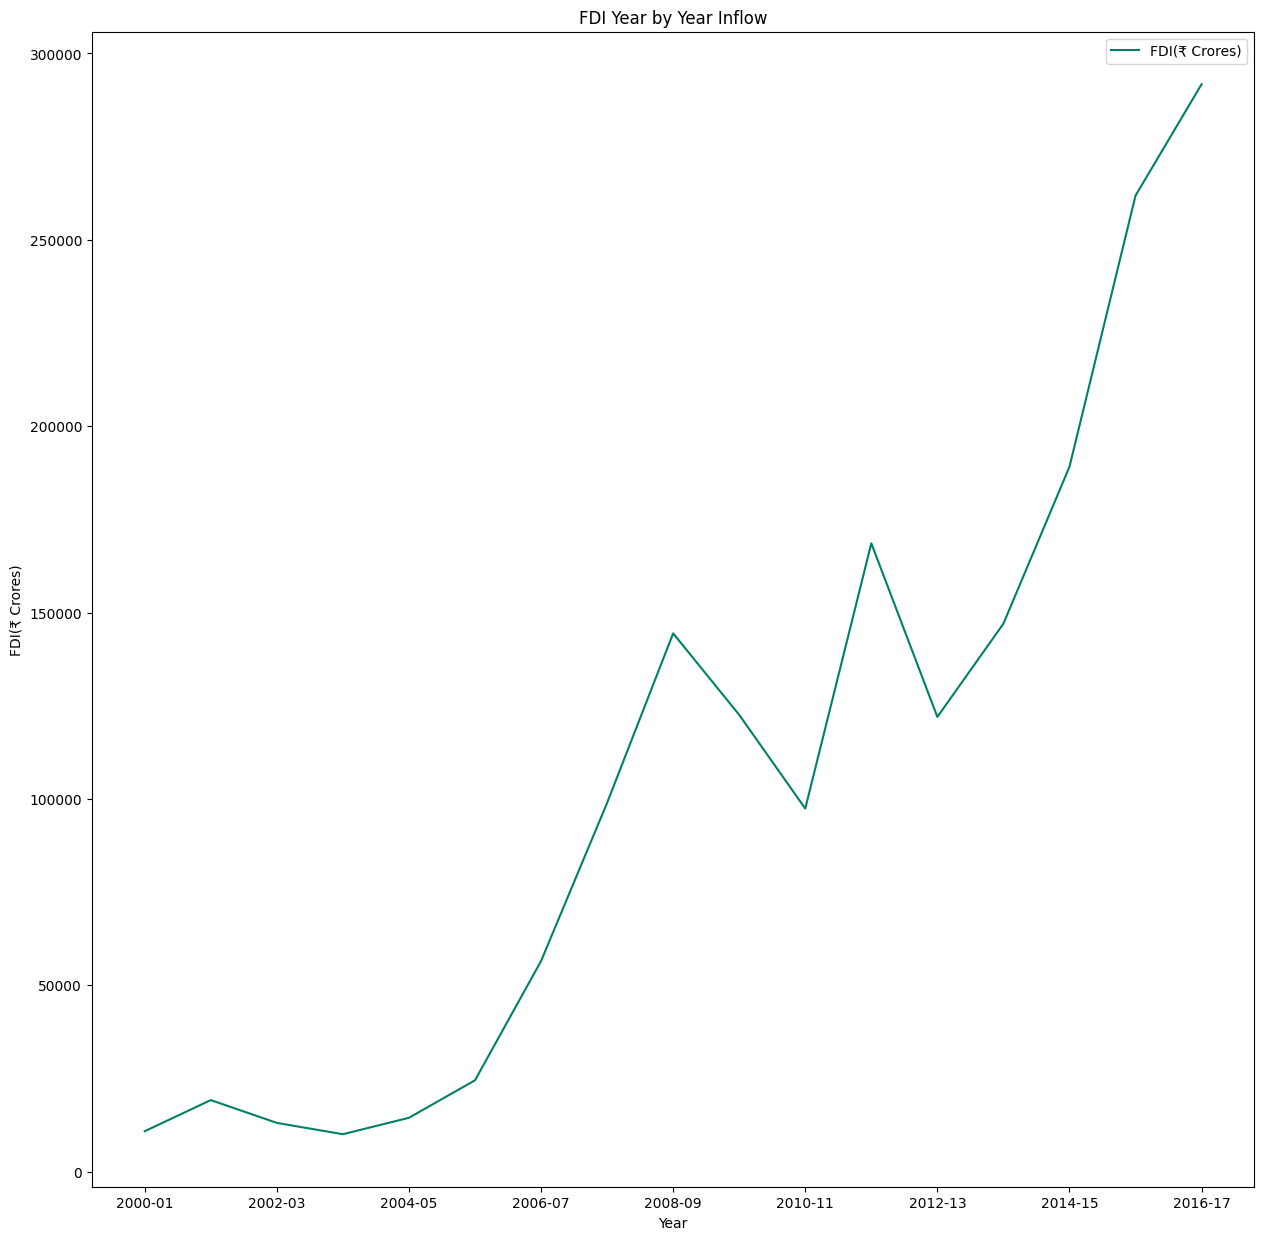 FDI Year by Year Inflow
FDI(₹ Crores)
300000
250000
200000
150000
100000
50000
0
FDI(₹ Crores)
2000-01 2002-03 2004-05 2006-07 2008-09 2010-11 2012-13 2014-15 2016-17
Year